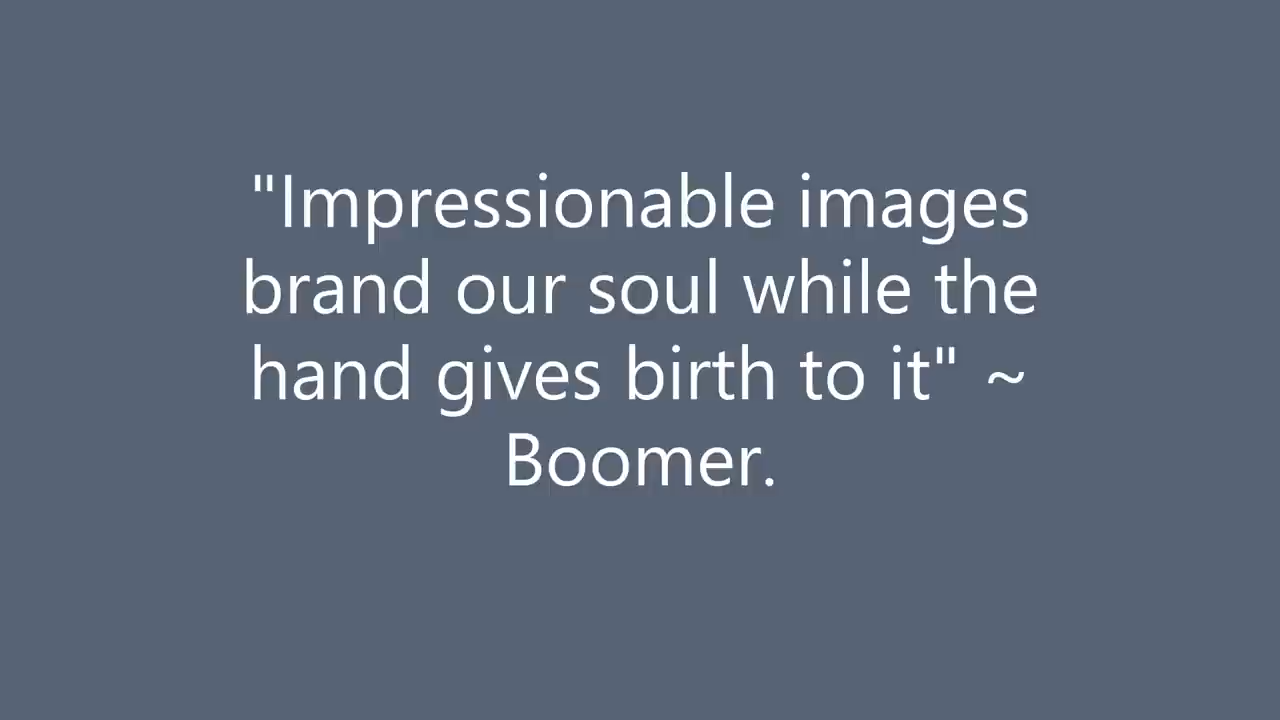 "Impressionable images
brand our soul while the
hand gives birth to it" ~
Boomer.